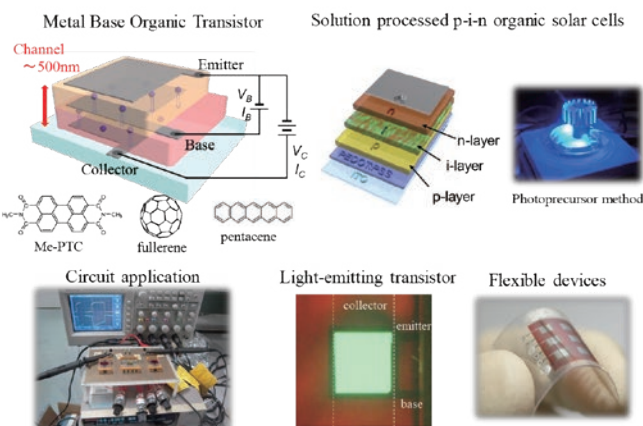 Metal Base Organic Transistor
Solution processed p-i-n organic solar cells
Channel
~500nm
Emitter
V_B
I_B
Base
V_C
I_C
Collector
n
i
p
PEDOT:PSS
ITO
n-layer
i-layer
p-layer
Photoprecursor method
H₃C-N
N-CH₃
O
O
O
O
Me-PTC
fullerene
pentacene
Circuit application
Light-emitting transistor
Flexible devices
collector
emitter
base